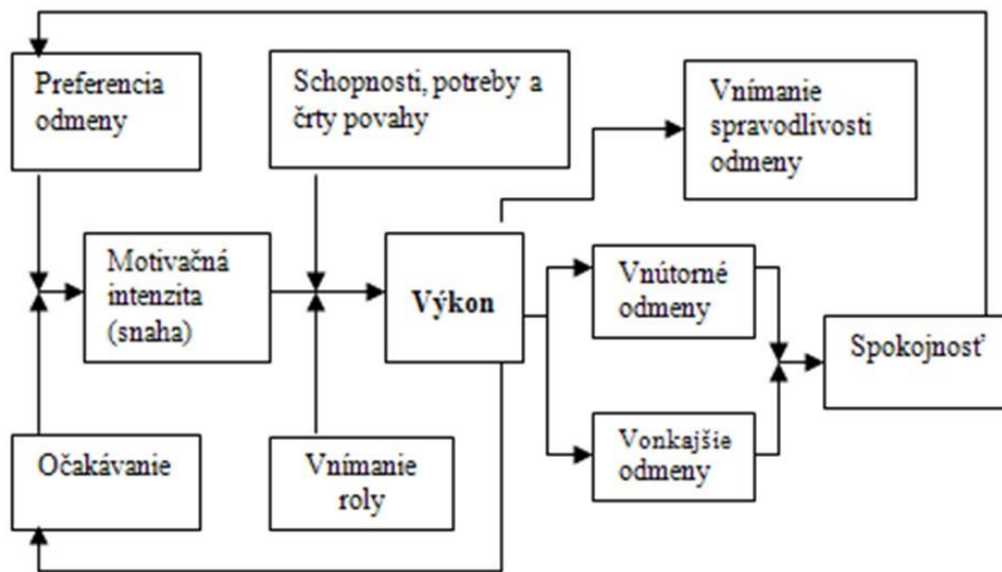 Preferencia
odmeny
Schopnosti, potreby a
črty povahy
Vnímanie
spravodlivosti
odmeny
Motivačná
intenzita
(snaha)
Výkon
Vnútorné
odmeny
Spokojnosť
Očakávanie
Vnímanie
roly
Vonkajšie
odmeny